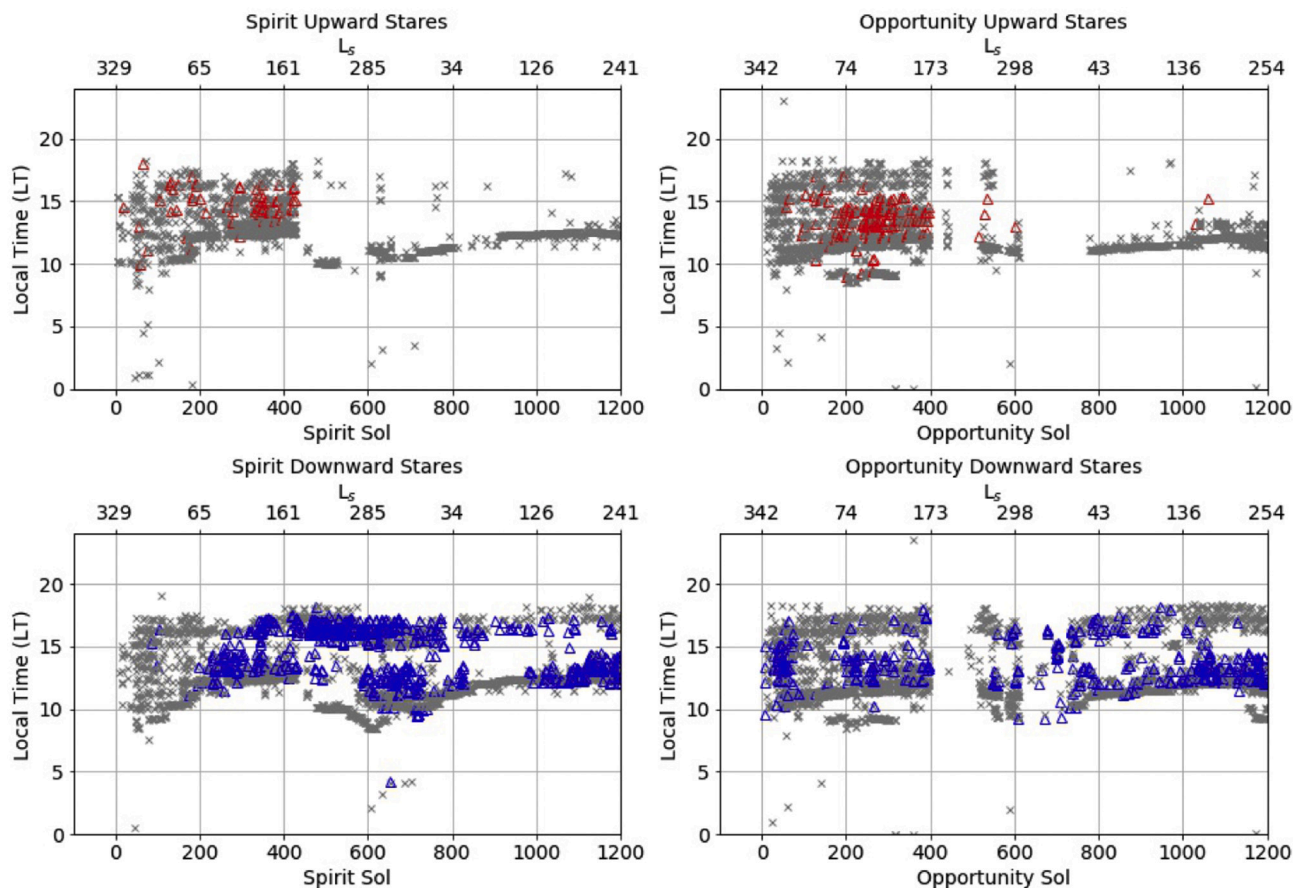 Spirit Upward Stares
Lₛ
329 65 161 285 34 126 241
Local Time (LT)
20
15
10
5
0
0 200 400 600 800 1000 1200
Spirit Sol
Opportunity Upward Stares
Lₛ
342 74 173 298 43 136 254
Local Time (LT)
20
15
10
5
0
0 200 400 600 800 1000 1200
Opportunity Sol
Spirit Downward Stares
Lₛ
329 65 161 285 34 126 241
Local Time (LT)
20
15
10
5
0
0 200 400 600 800 1000 1200
Spirit Sol
Opportunity Downward Stares
Lₛ
342 74 173 298 43 136 254
Local Time (LT)
20
15
10
5
0
0 200 400 600 800 1000 1200
Opportunity Sol